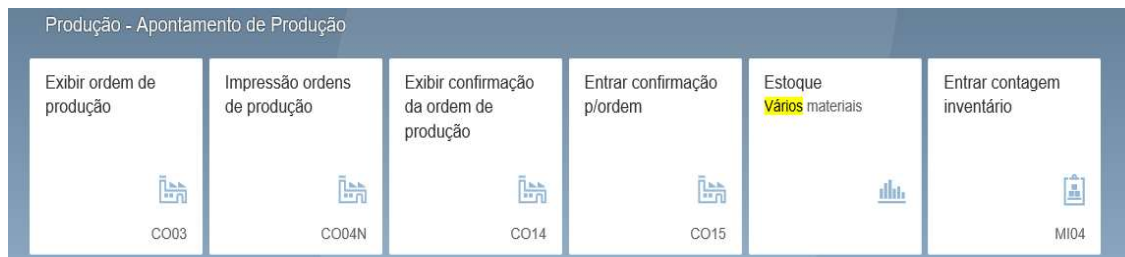 Produção - Apontamento de Produção
Exibir ordem de
produção
CO03
Impressão ordens
de produção
CO04N
Exibir confirmação
da ordem de
produção
CO14
Entrar confirmação
p/ordem
CO15
Estoque
Vários materiais
Entrar contagem
inventário
MI04